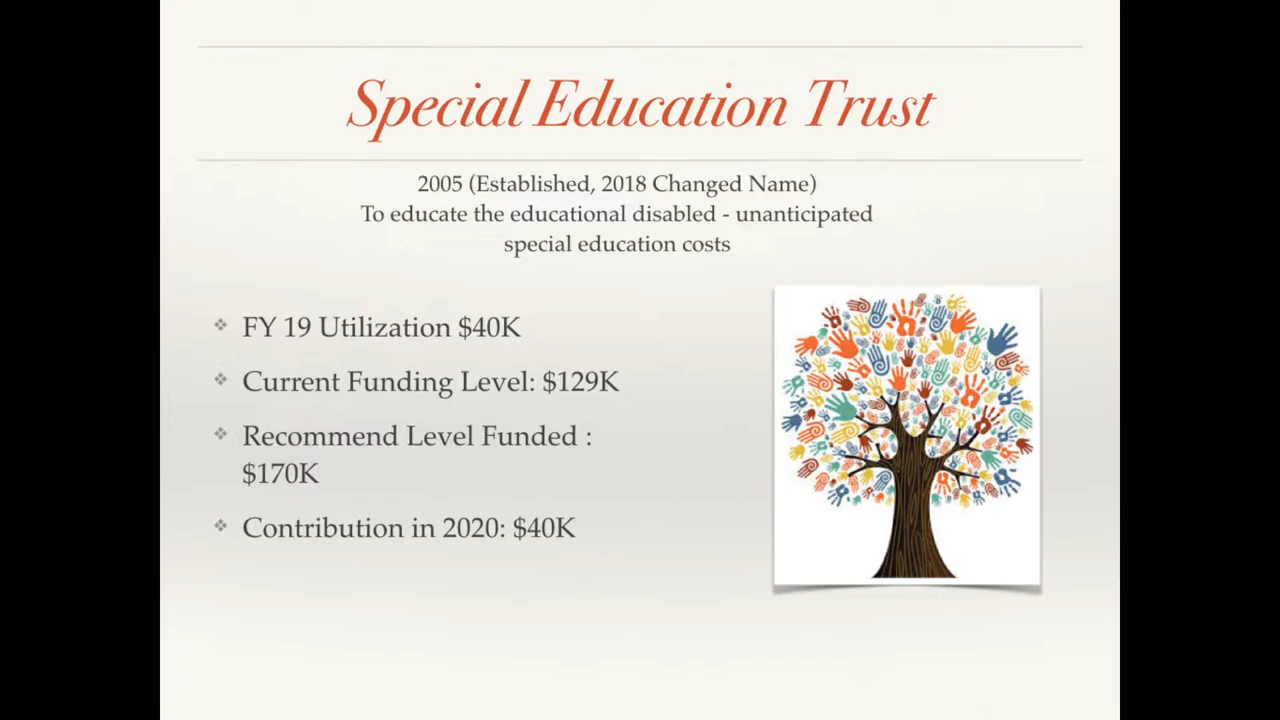 Special Education Trust
2005 (Established, 2018 Changed Name)
To educate the educational disabled - unanticipated
special education costs
FY 19 Utilization $40K
Current Funding Level: $129K
Recommend Level Funded :
$170K
Contribution in 2020: $40K